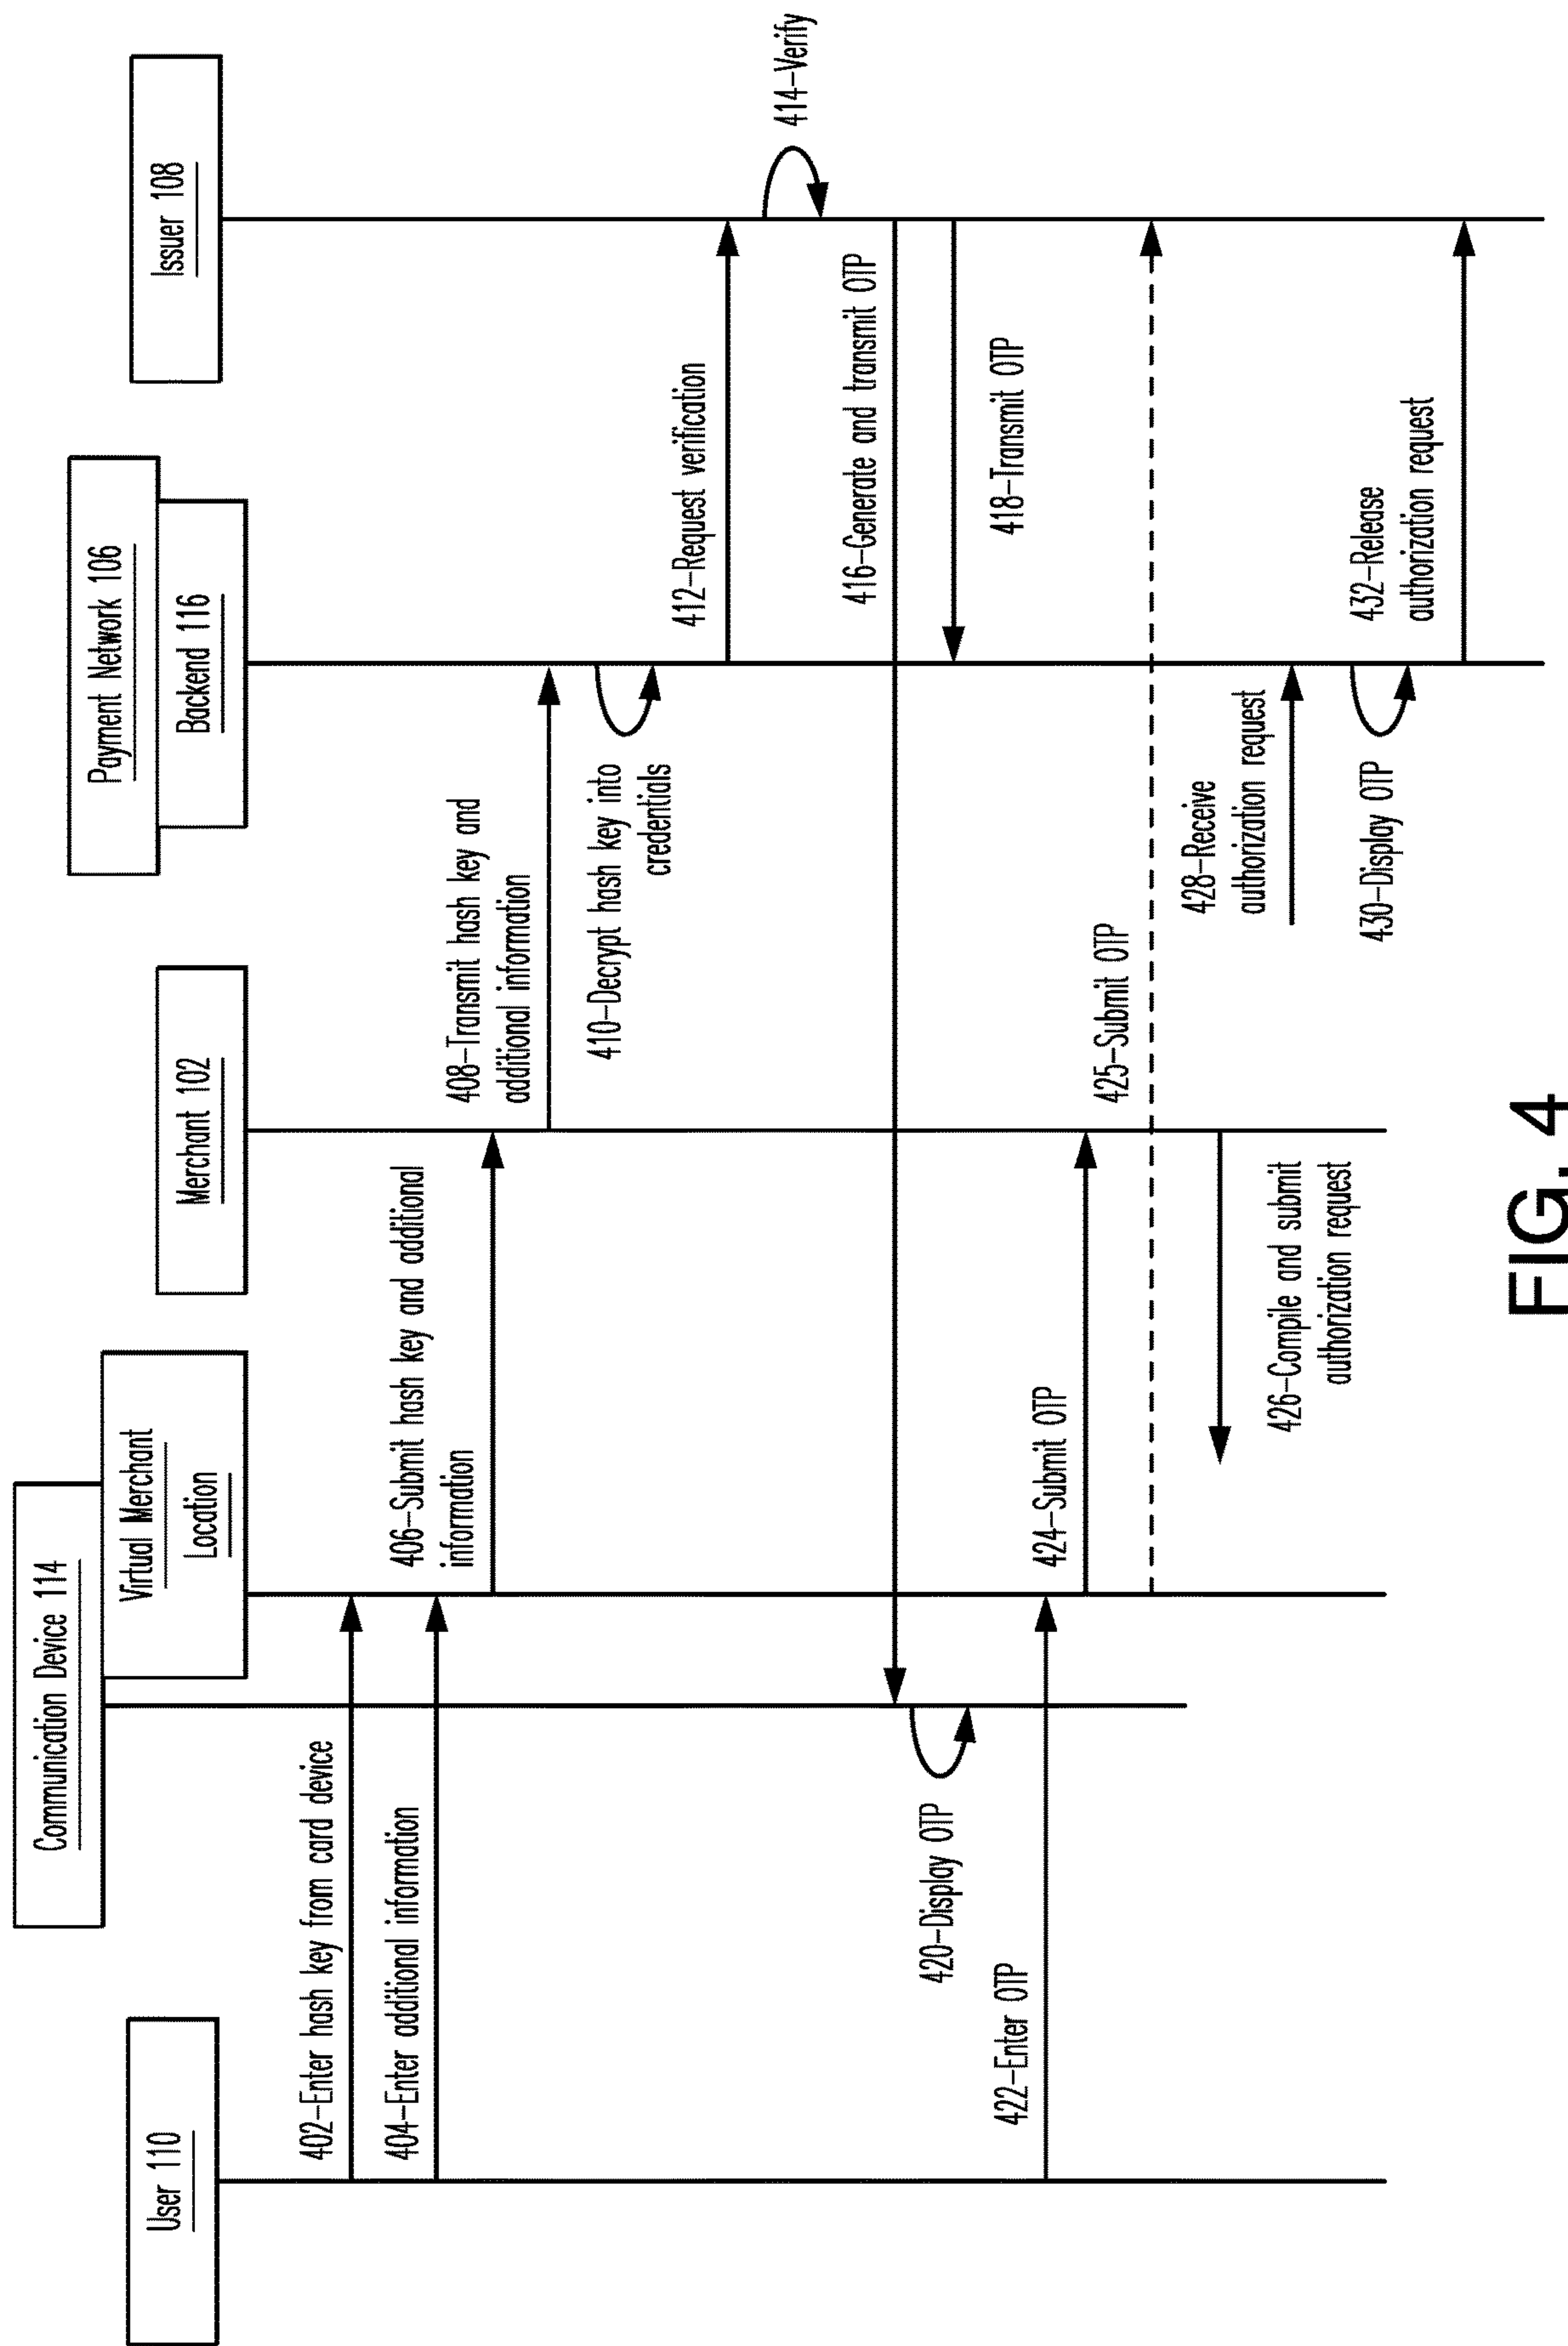 User 110
Communication Device 114
Virtual Merchant
Location
Merchant 102
Payment Network 106
Backend 116
Issuer 108
402–Enter hash key from card device
404–Enter additional information
406–Submit hash key and additional
information
408–Transmit hash key and
additional information
410–Decrypt hash key into
credentials
412–Request verification
414–Verify
416–Generate and transmit OTP
418–Transmit OTP
420–Display OTP
422–Enter OTP
424–Submit OTP
425–Submit OTP
426–Compile and submit
authorization request
428–Receive
authorization request
430–Display OTP
432–Release
authorization request
FIG. 4